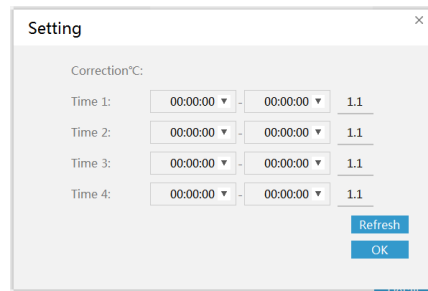 Setting
Correction℃:
Time 1: 00:00:00 - 00:00:00 1.1
Time 2: 00:00:00 - 00:00:00 1.1
Time 3: 00:00:00 - 00:00:00 1.1
Time 4: 00:00:00 - 00:00:00 1.1
Refresh
OK